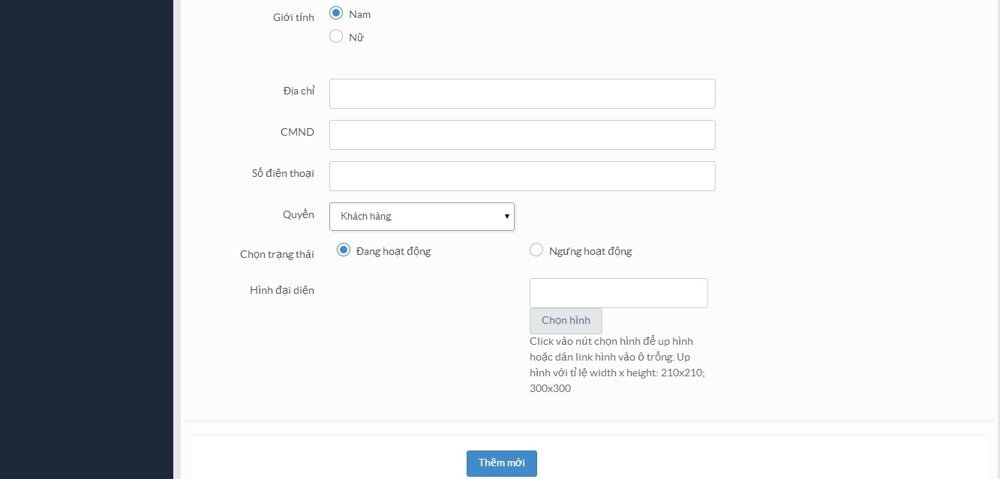 Giới tính
Nam
Nữ
Địa chỉ
CMND
Số điện thoại
Quyền
Khách hàng
Chọn trạng thái
Đang hoạt động
Ngưng hoạt động
Hình đại diện
Chọn hình
Click vào nút chọn hình để up hình
hoặc dán link hình vào ô trống. Up
hình với tỉ lệ width x height: 210x210;
300x300
Thêm mới